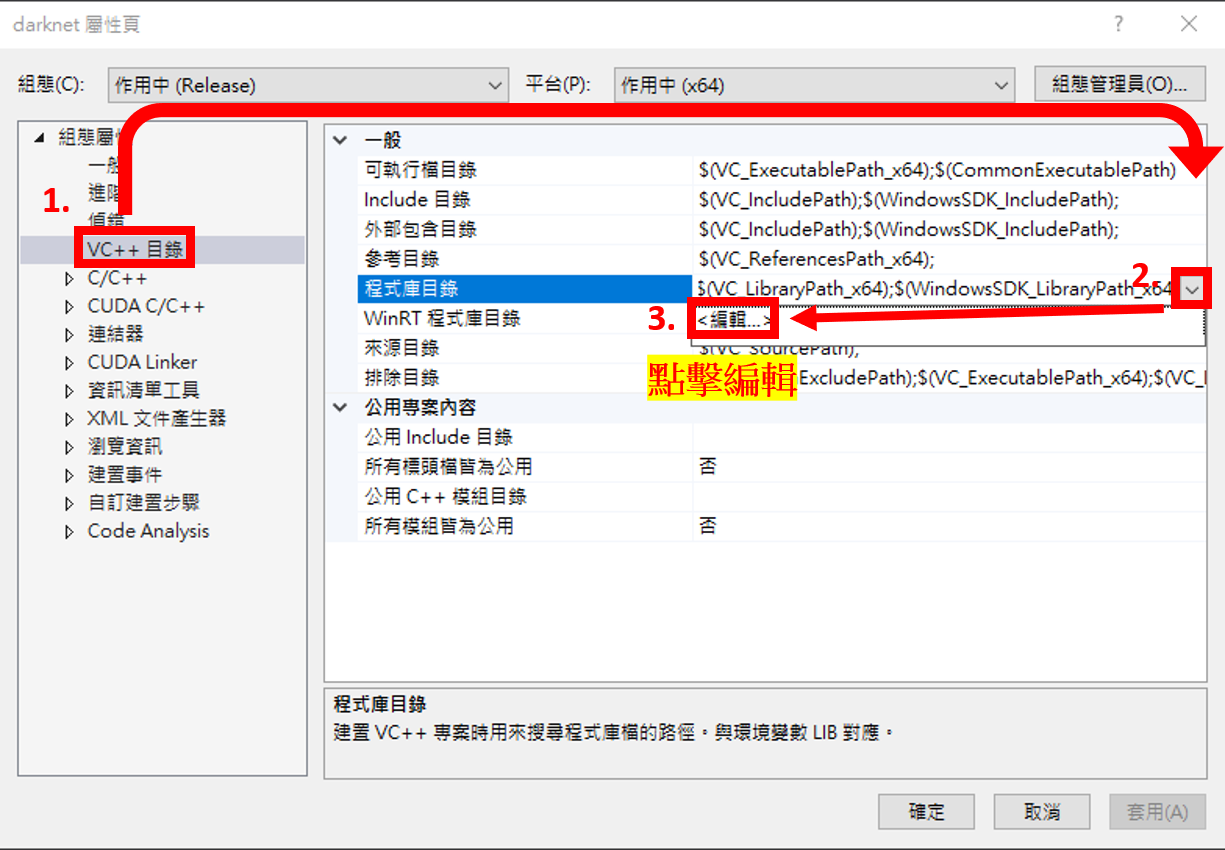 darknet 屬性頁
組態(C):
作用中 (Release)
平台(P):
作用中 (x64)
組態管理員(O)...
組態屬
一般
進階
偵錯
1.
VC++ 目錄
C/C++
CUDA C/C++
連結器
CUDA Linker
資訊清單工具
XML 文件產生器
瀏覽資訊
建置事件
自訂建置步驟
Code Analysis
一般
可執行檔目錄 $(VC_ExecutablePath_x64);$(CommonExecutablePath)
Include 目錄 $(VC_IncludePath);$(WindowsSDK_IncludePath);
外部包含目錄 $(VC_IncludePath);$(WindowsSDK_IncludePath);
參考目錄 $(VC_ReferencesPath_x64);
程式庫目錄 $(VC_LibraryPath_x64);$(WindowsSDK_LibraryPath_x64
2.
WinRT 程式庫目錄
3.
<編輯...>
來源目錄 $(VC_SourcePath);
排除目錄
點擊編輯
ExcludePath);$(VC_ExecutablePath_x64);$(VC_I
公用專案內容
公用 Include 目錄
所有標頭檔皆為公用 否
公用 C++ 模組目錄
所有模組皆為公用 否
程式庫目錄
建置 VC++ 專案時用來搜尋程式庫檔的路徑。與環境變數 LIB 對應。
確定
取消
套用(A)